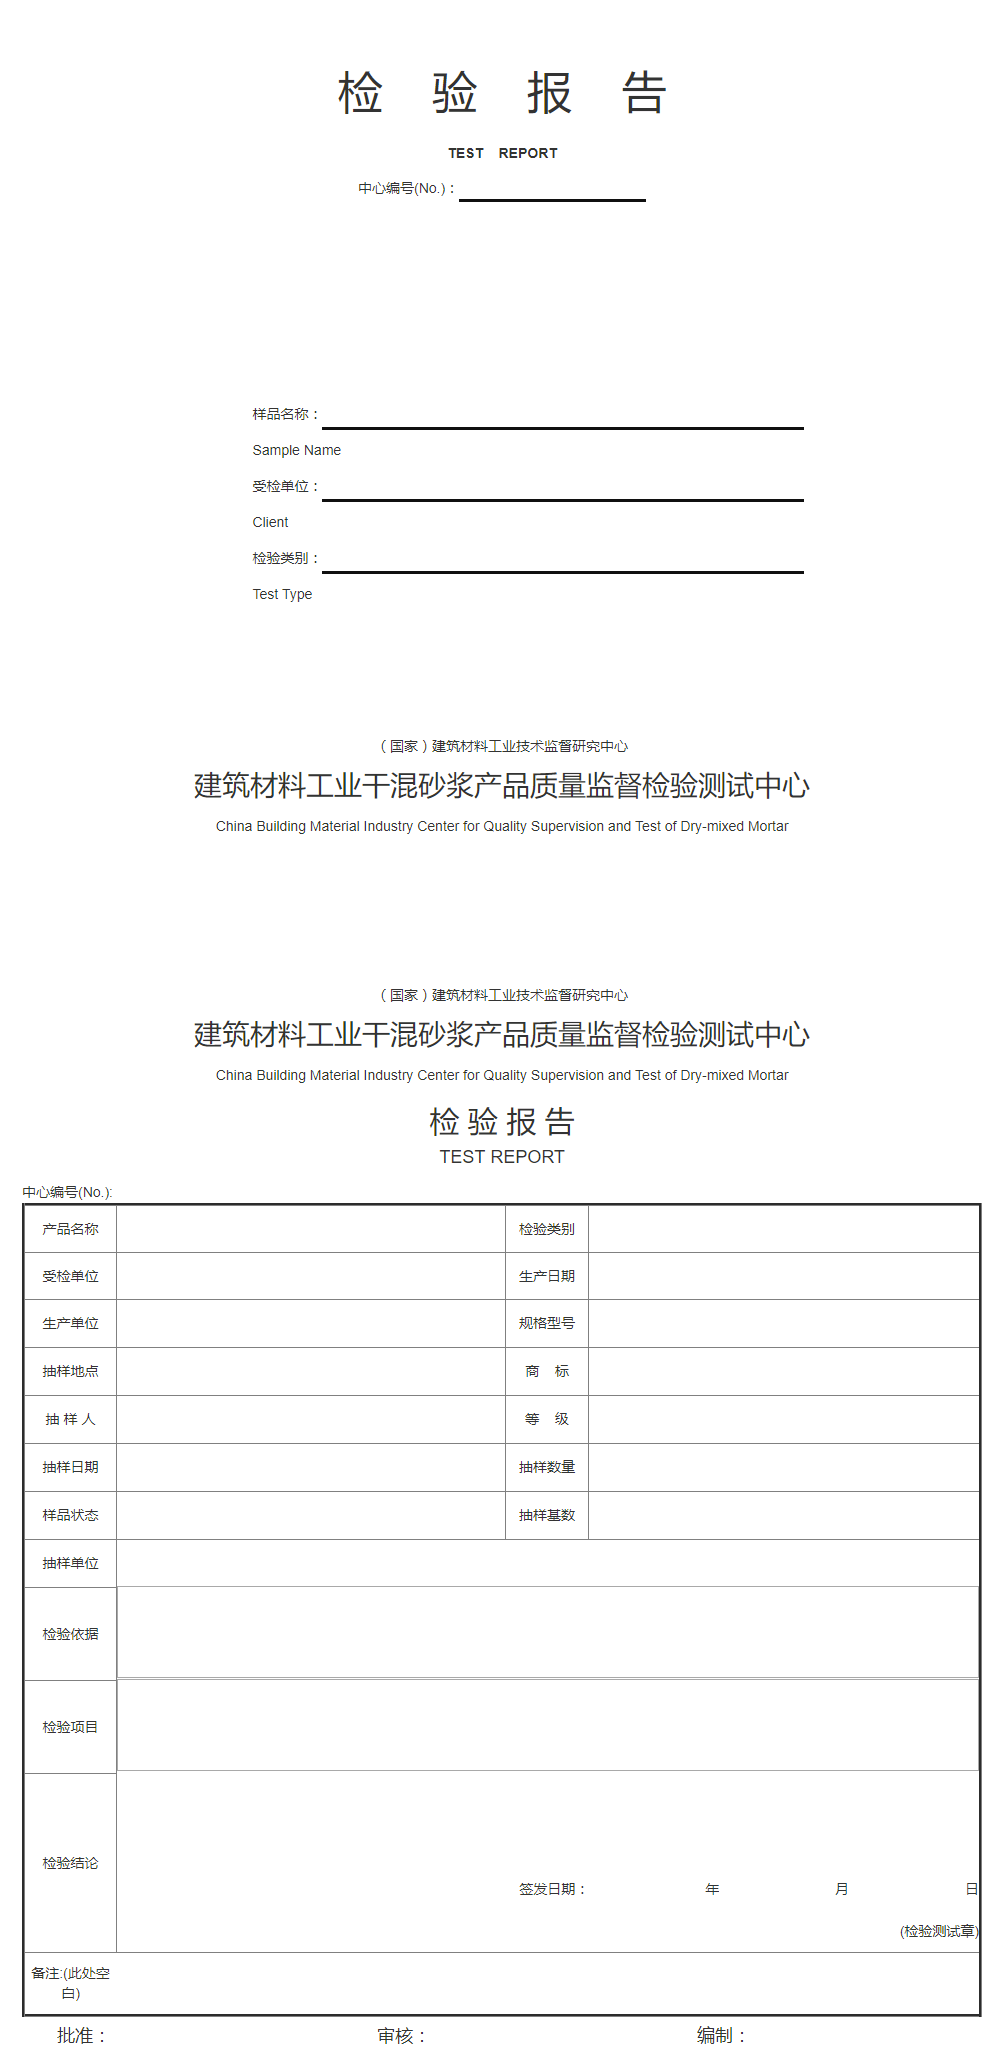 检 验 报 告
TEST REPORT
中心编号(No.)：
样品名称：
Sample Name
受检单位：
Client
检验类别：
Test Type
（国家）建筑材料工业技术监督研究中心
建筑材料工业干混砂浆产品质量监督检验测试中心
China Building Material Industry Center for Quality Supervision and Test of Dry-mixed Mortar
（国家）建筑材料工业技术监督研究中心
建筑材料工业干混砂浆产品质量监督检验测试中心
China Building Material Industry Center for Quality Supervision and Test of Dry-mixed Mortar
检 验 报 告
TEST REPORT
中心编号(No.):
产品名称 检验类别
受检单位 生产日期
生产单位 规格型号
抽样地点 商 标
抽 样 人 等 级
抽样日期 抽样数量
样品状态 抽样基数
抽样单位
检验依据
检验项目
检验结论
签发日期： 年 月 日
(检验测试章)
备注:(此处空
白)
批准： 审核： 编制：